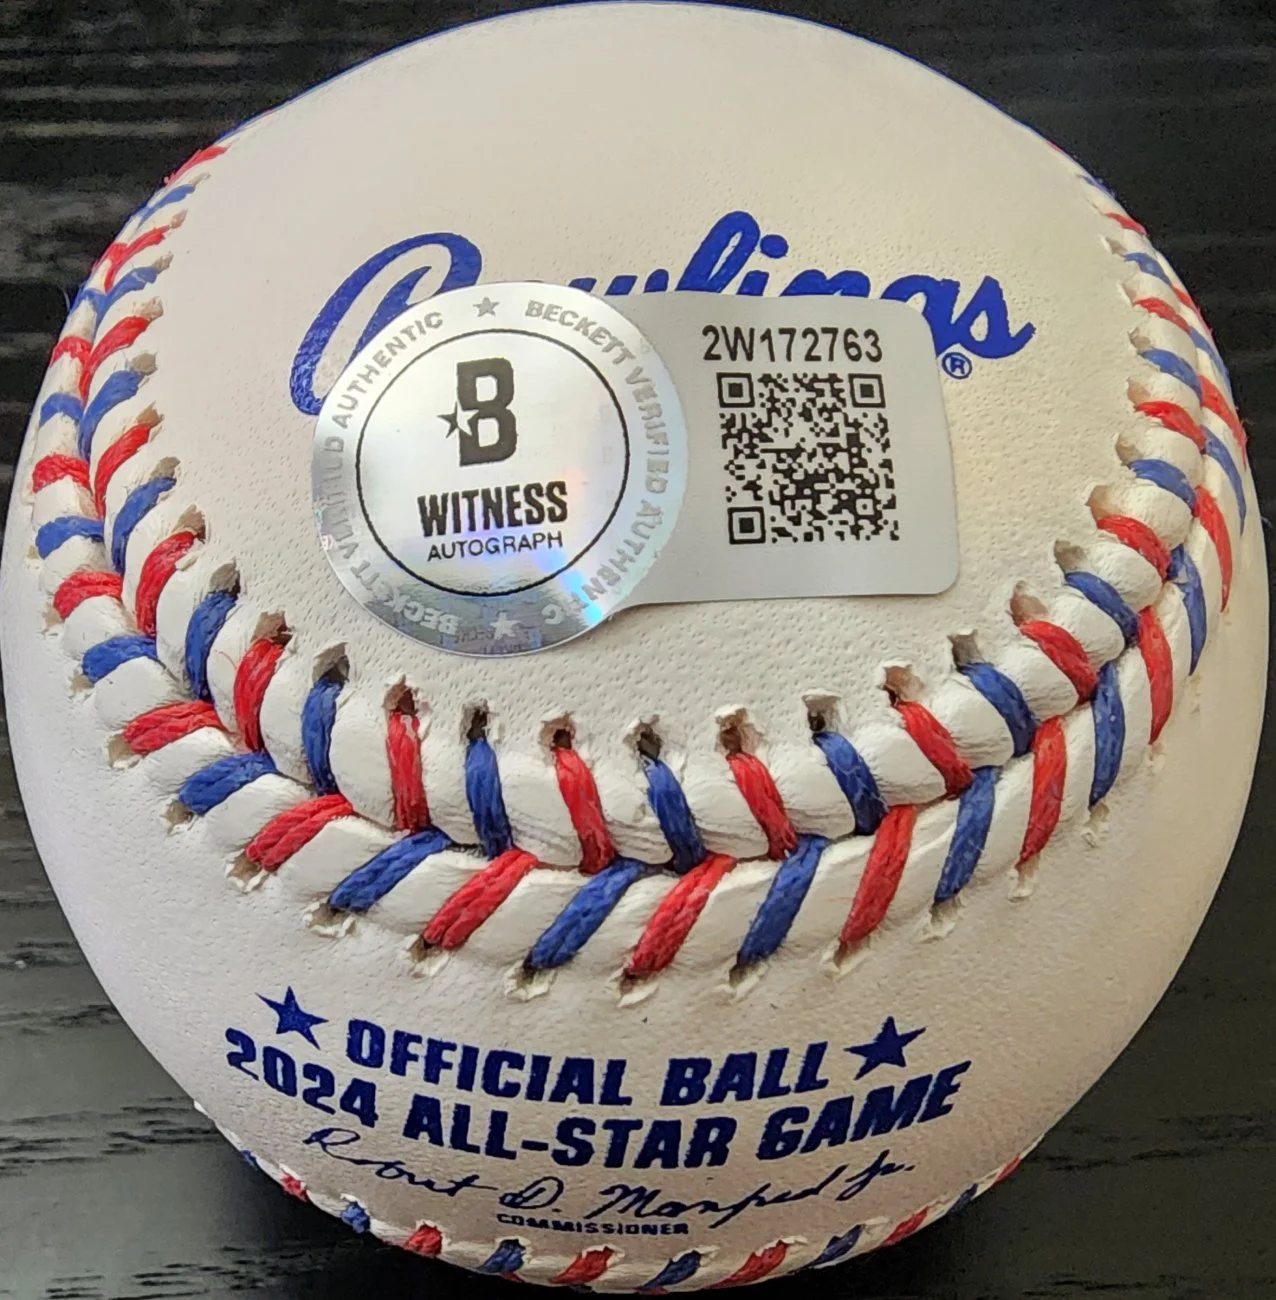 Rawlings
®
BECKETT VERIFIED AUTHENTIC ★ BECKETT VERIFIED AUTHENTIC ★
B
WITNESS
AUTOGRAPH
2W172763
★ OFFICIAL BALL ★
2024 ALL-STAR GAME
Robert D. Manfred Jr.
COMMISSIONER